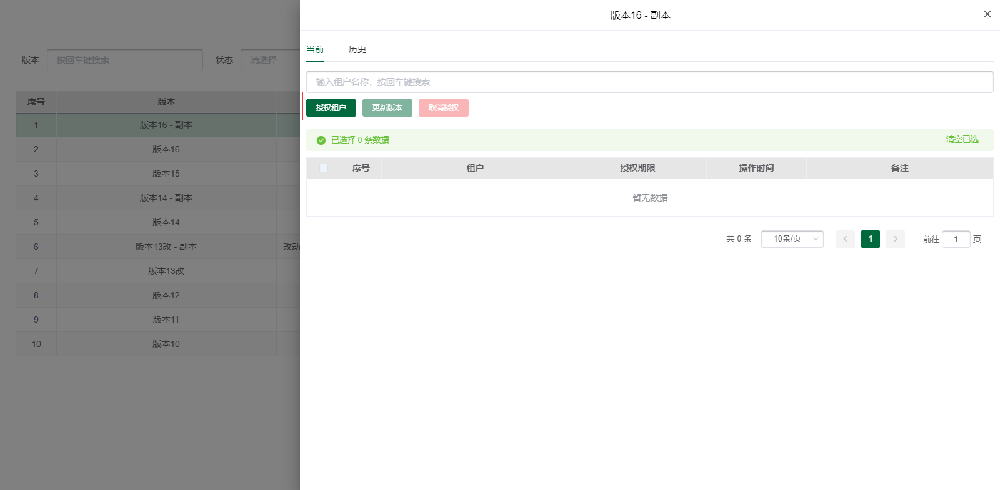 版本 按回车键搜索 状态 请选择
序号 版本
1 版本16 - 副本
2 版本16
3 版本15
4 版本14 - 副本
5 版本14
6 版本13改 - 副本 改动
7 版本13改
8 版本12
9 版本11
10 版本10
版本16 - 副本
当前 历史
输入租户名称，按回车键搜索
授权租户 更新版本 取消授权
已选择 0 条数据 清空已选
序号 租户 授权期限 操作时间 备注
暂无数据
共 0 条 10条/页 1 前往 1 页